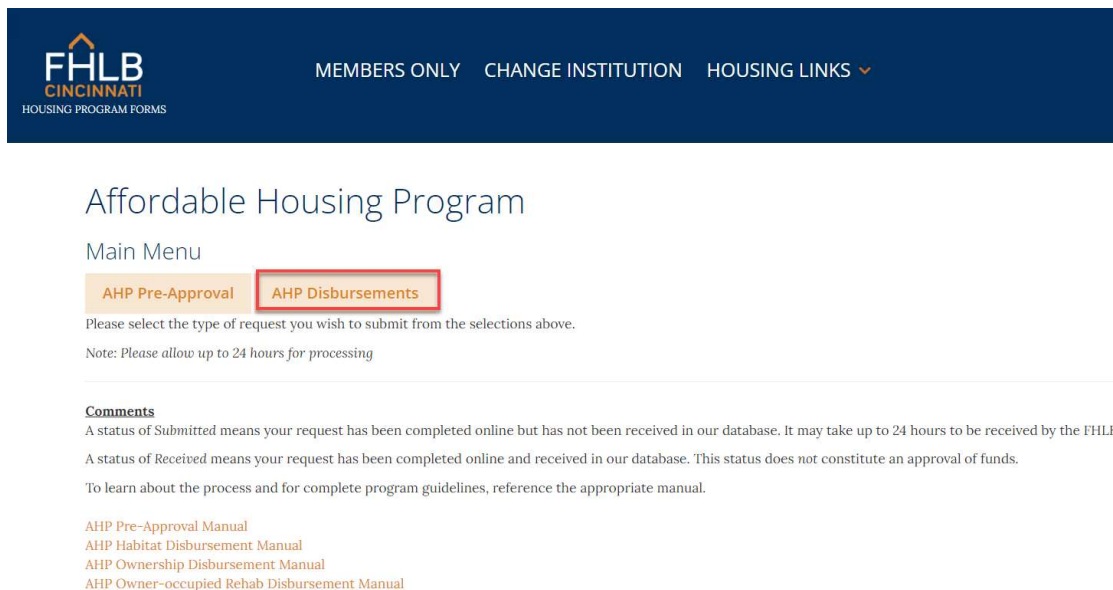 FHLB
CINCINNATI
HOUSING PROGRAM FORMS
MEMBERS ONLY CHANGE INSTITUTION HOUSING LINKS
Affordable Housing Program
Main Menu
AHP Pre-Approval AHP Disbursements
Please select the type of request you wish to submit from the selections above.
Note: Please allow up to 24 hours for processing
Comments
A status of Submitted means your request has been completed online but has not been received in our database. It may take up to 24 hours to be received by the FHLB
A status of Received means your request has been completed online and received in our database. This status does not constitute an approval of funds.
To learn about the process and for complete program guidelines, reference the appropriate manual.
AHP Pre-Approval Manual
AHP Habitat Disbursement Manual
AHP Ownership Disbursement Manual
AHP Owner-occupied Rehab Disbursement Manual